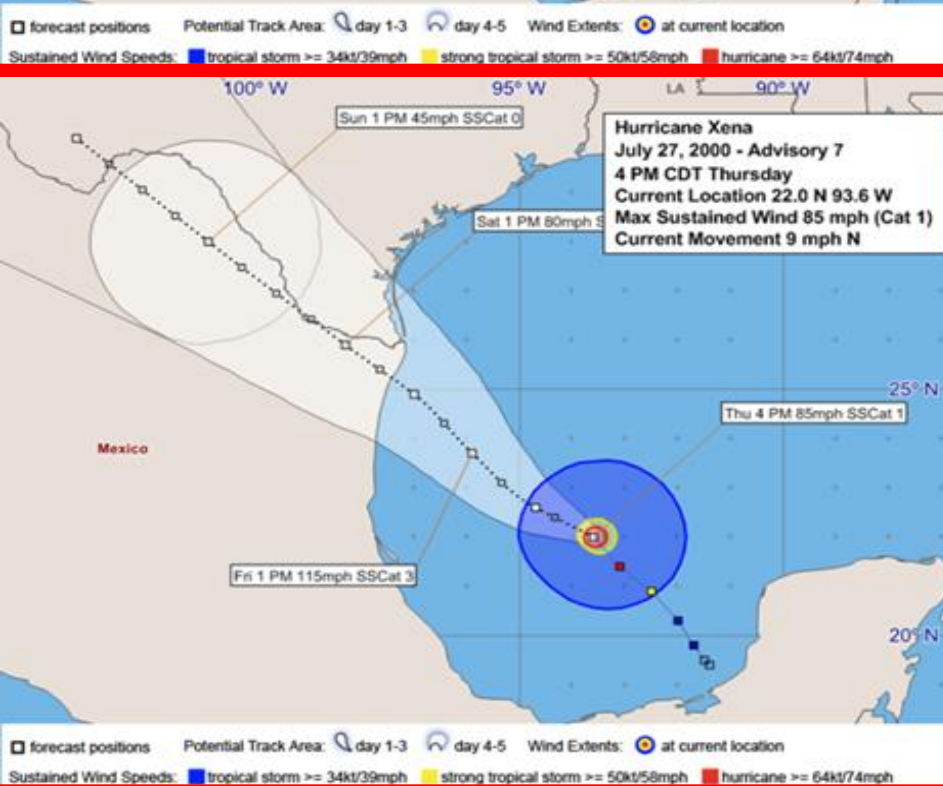 forecast positions Potential Track Area: day 1-3 day 4-5 Wind Extents: at current location
Sustained Wind Speeds: tropical storm >= 34kt/39mph strong tropical storm >= 50kt/58mph hurricane >= 64kt/74mph
100° W 95° W LA 90° W
Sun 1 PM 45mph SSCat 0
Hurricane Xena
July 27, 2000 - Advisory 7
4 PM CDT Thursday
Current Location 22.0 N 93.6 W
Max Sustained Wind 85 mph (Cat 1)
Current Movement 9 mph N
Sat 1 PM 80mph S
25° N
Thu 4 PM 85mph SSCat 1
Mexico
Fri 1 PM 115mph SSCat 3
20° N
forecast positions Potential Track Area: day 1-3 day 4-5 Wind Extents: at current location
Sustained Wind Speeds: tropical storm >= 34kt/39mph strong tropical storm >= 50kt/58mph hurricane >= 64kt/74mph